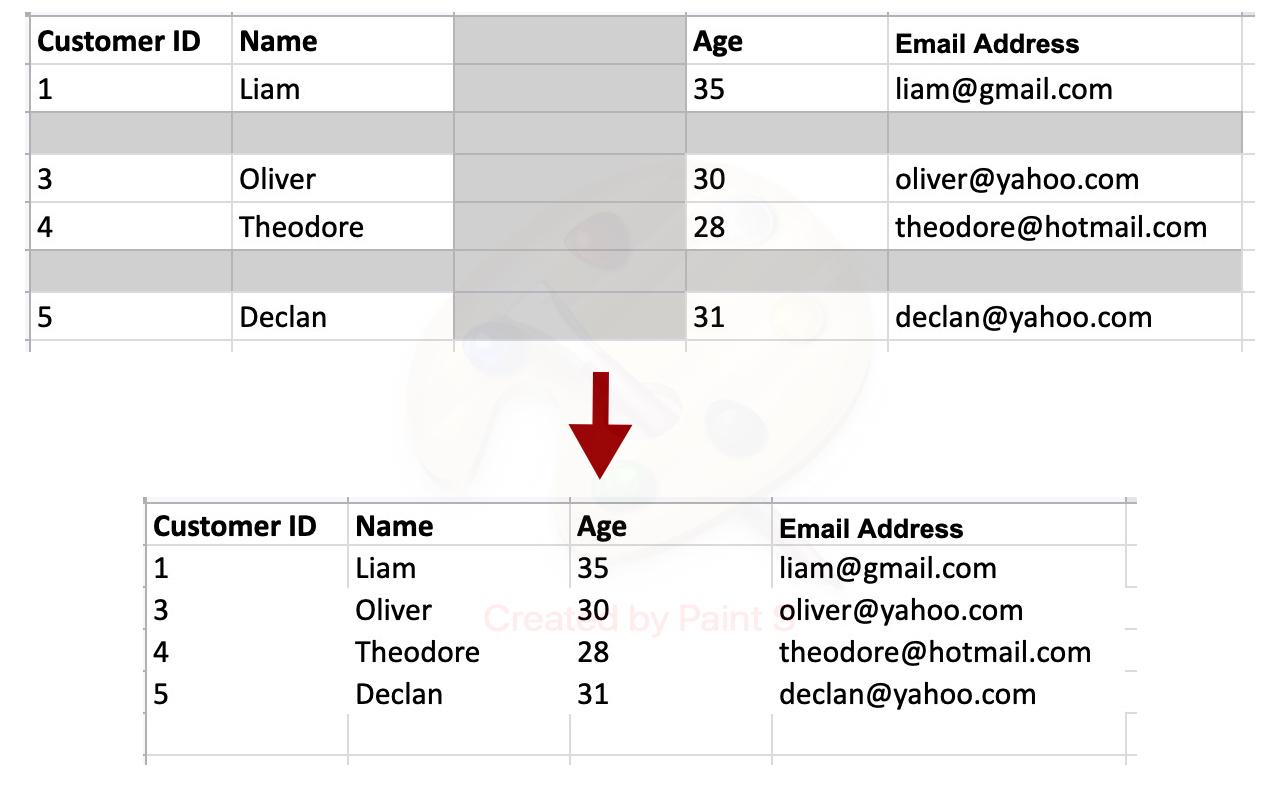 Customer ID Name Age Email Address
1 Liam 35 liam@gmail.com
3 Oliver 30 oliver@yahoo.com
4 Theodore 28 theodore@hotmail.com
5 Declan 31 declan@yahoo.com
Customer ID Name Age Email Address
1 Liam 35 liam@gmail.com
3 Oliver 30 oliver@yahoo.com
Created by Paint S
4 Theodore 28 theodore@hotmail.com
5 Declan 31 declan@yahoo.com